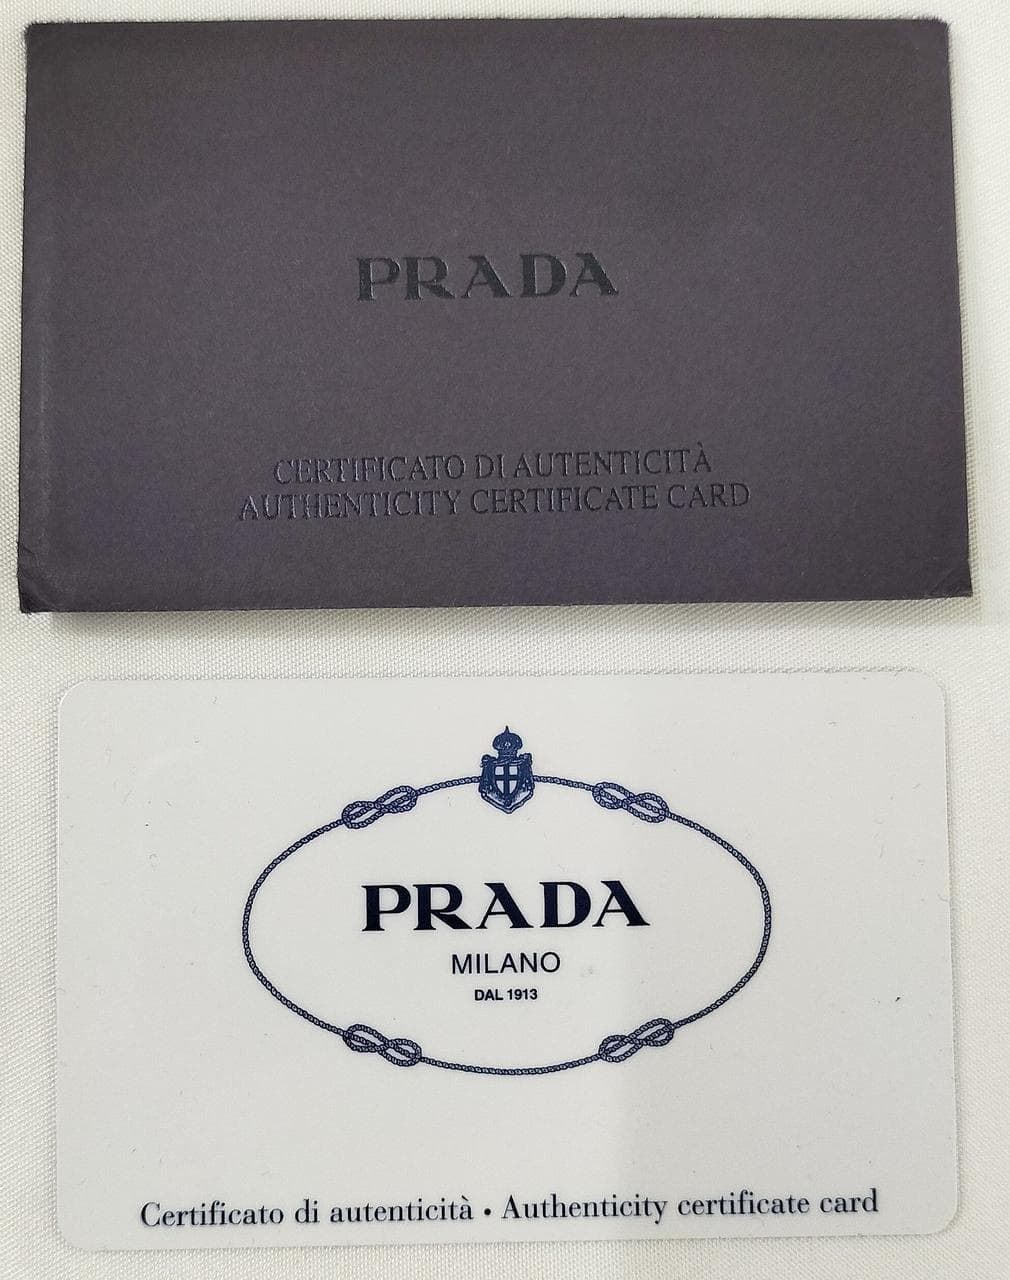 PRADA
CERTIFICATO DI AUTENTICITÀ
AUTHENTICITY CERTIFICATE CARD
PRADA
MILANO
DAL 1913
Certificato di autenticità • Authenticity certificate card